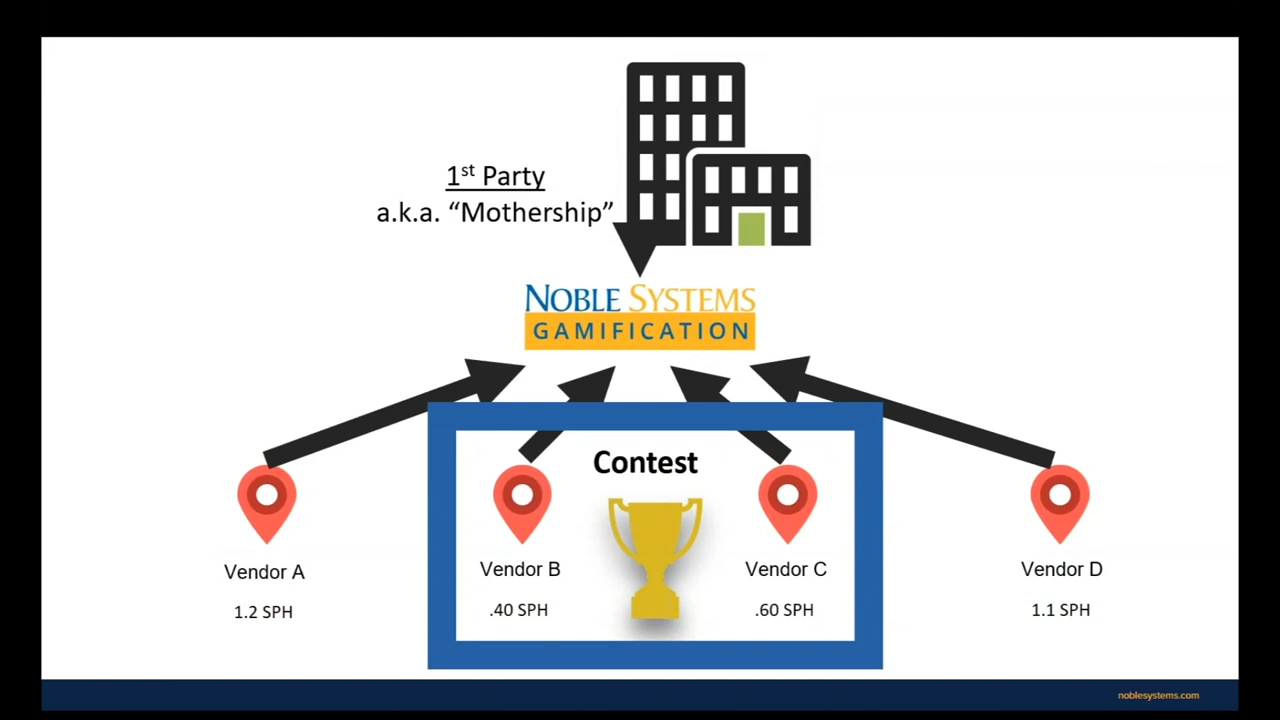 1st Party
a.k.a. “Mothership”
NOBLE SYSTEMS
GAMIFICATION
Contest
Vendor A
Vendor B
Vendor C
Vendor D
1.2 SPH
.40 SPH
.60 SPH
1.1 SPH
noblesystems.com